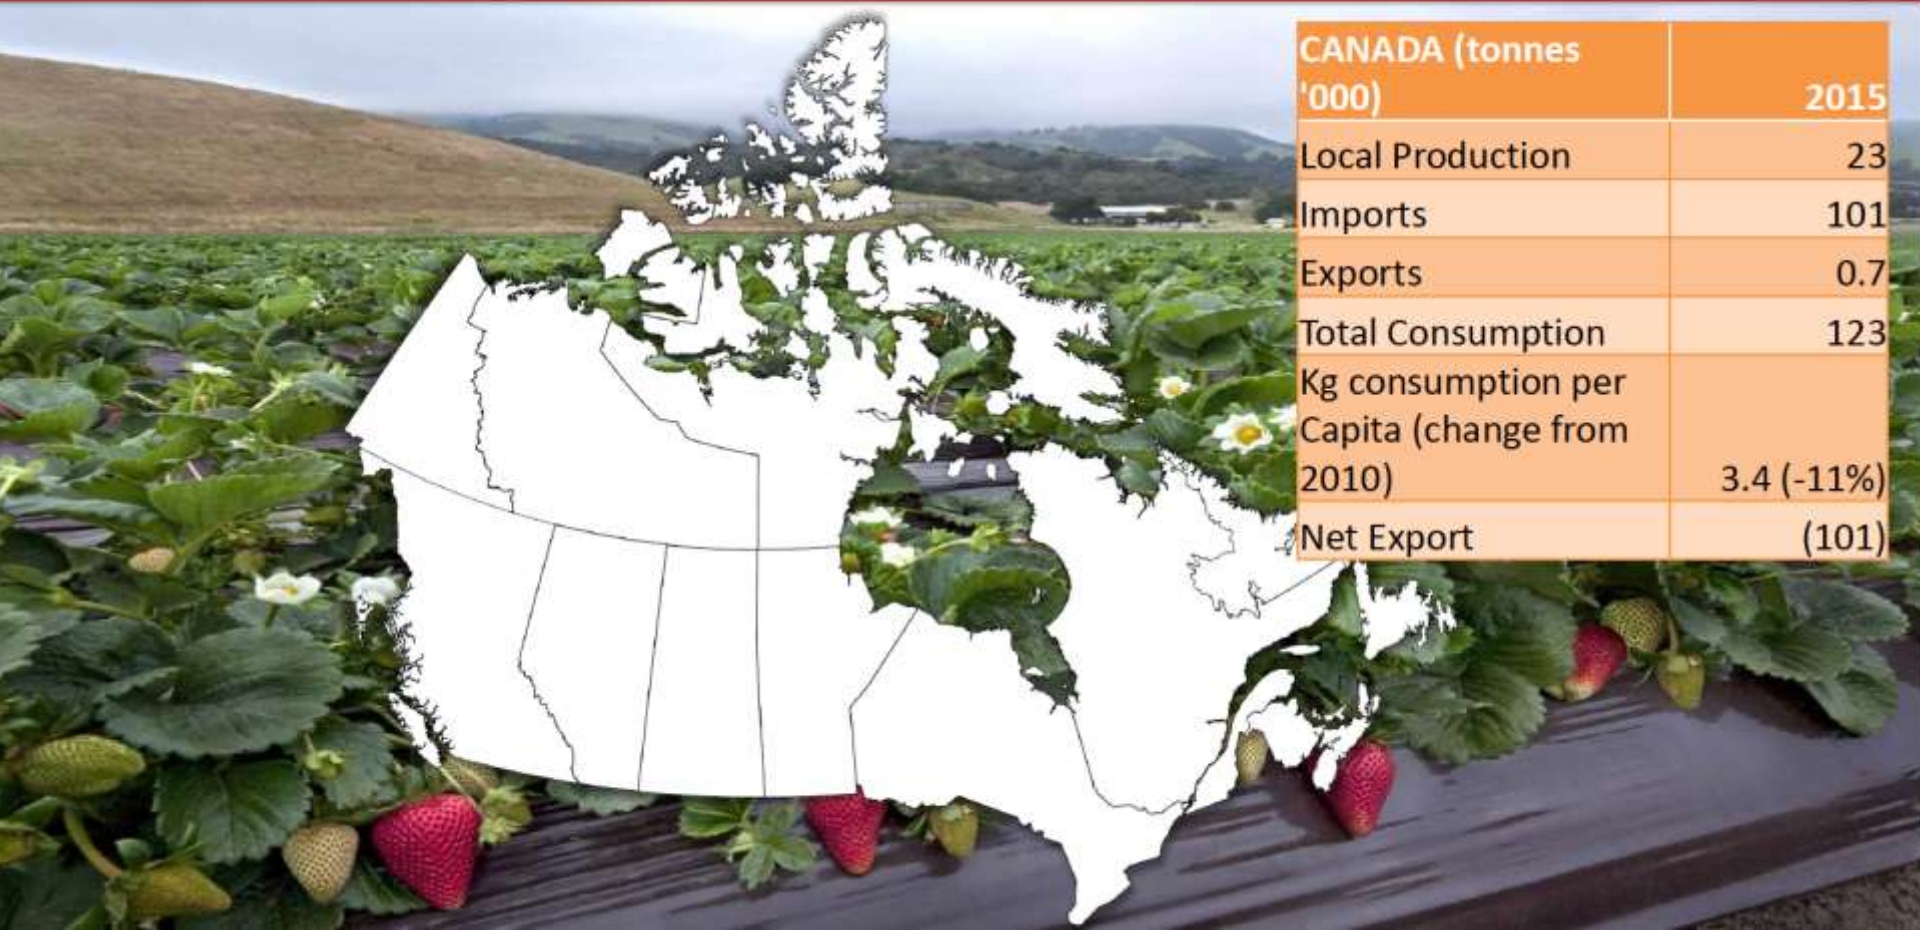 CANADA (tonnes
'000) 2015
Local Production 23
Imports 101
Exports 0.7
Total Consumption 123
Kg consumption per
Capita (change from
2010) 3.4 (-11%)
Net Export (101)